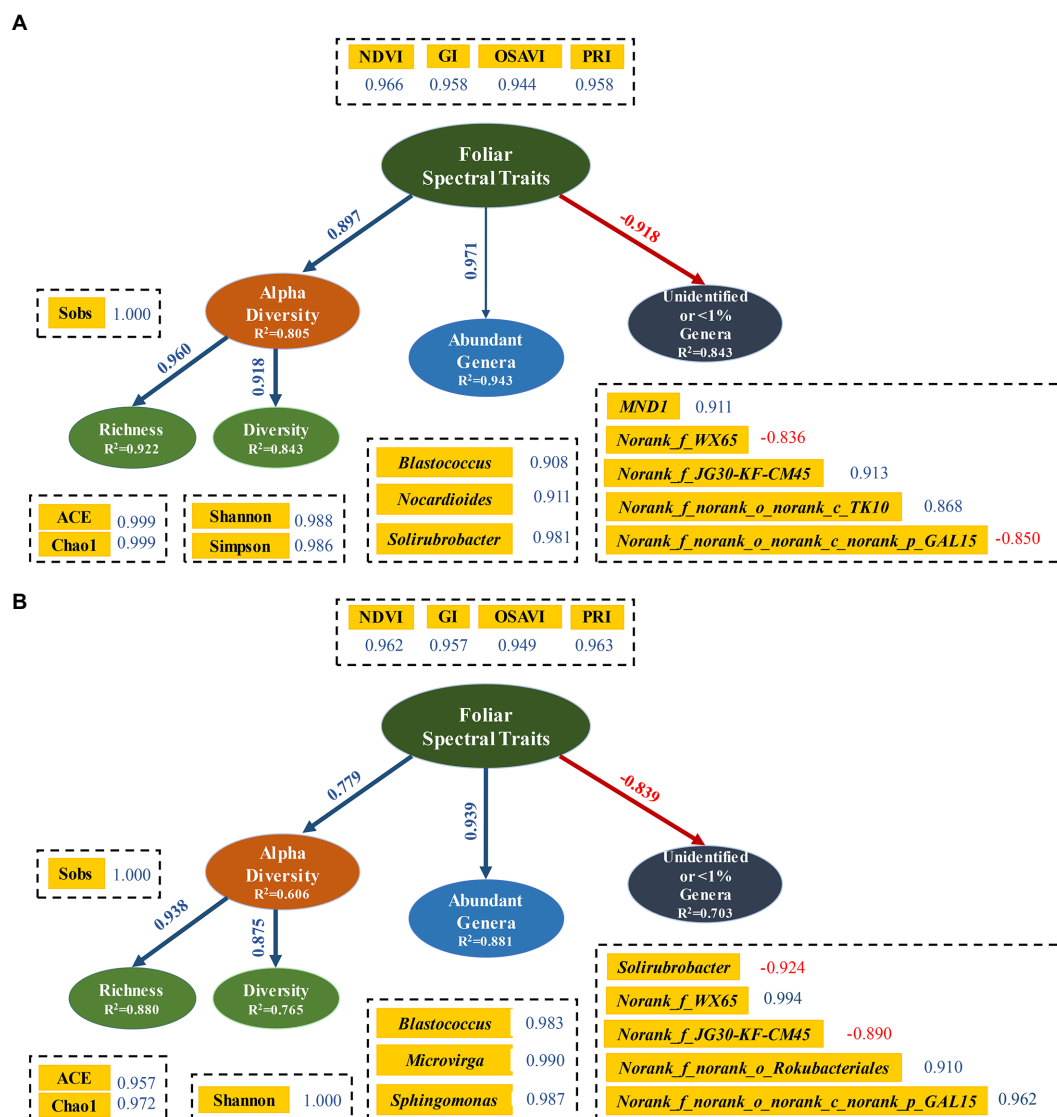 A
NDVI GI OSAVI PRI
0.966 0.958 0.944 0.958
Foliar
Spectral Traits
0.897
0.971
-0.918
Sobs 1.000
Alpha
Diversity
R²=0.805
Unidentified
or <1%
Genera
R²=0.843
Abundant
Genera
R²=0.943
0.960
0.918
Richness
R²=0.922
Diversity
R²=0.843
ACE 0.999
Chao1 0.999
Shannon 0.988
Simpson 0.986
Blastococcus 0.908
Nocardioides 0.911
Solirubrobacter 0.981
MND1 0.911
Norank_f_WX65 -0.836
Norank_f_JG30-KF-CM45 0.913
Norank_f_norank_o_norank_c_TK10 0.868
Norank_f_norank_o_norank_c_norank_p_GAL15 -0.850
B
NDVI GI OSAVI PRI
0.962 0.957 0.949 0.963
Foliar
Spectral Traits
0.779
0.939
-0.839
Sobs 1.000
Alpha
Diversity
R²=0.606
Unidentified
or <1%
Genera
R²=0.703
Abundant
Genera
R²=0.881
0.938
0.875
Richness
R²=0.880
Diversity
R²=0.765
ACE 0.957
Chao1 0.972
Shannon 1.000
Blastococcus 0.983
Microvirga 0.990
Sphingomonas 0.987
Solirubrobacter -0.924
Norank_f_WX65 0.994
Norank_f_JG30-KF-CM45 -0.890
Norank_f_norank_o_Rokubacteriales 0.910
Norank_f_norank_o_norank_c_norank_p_GAL15 0.962